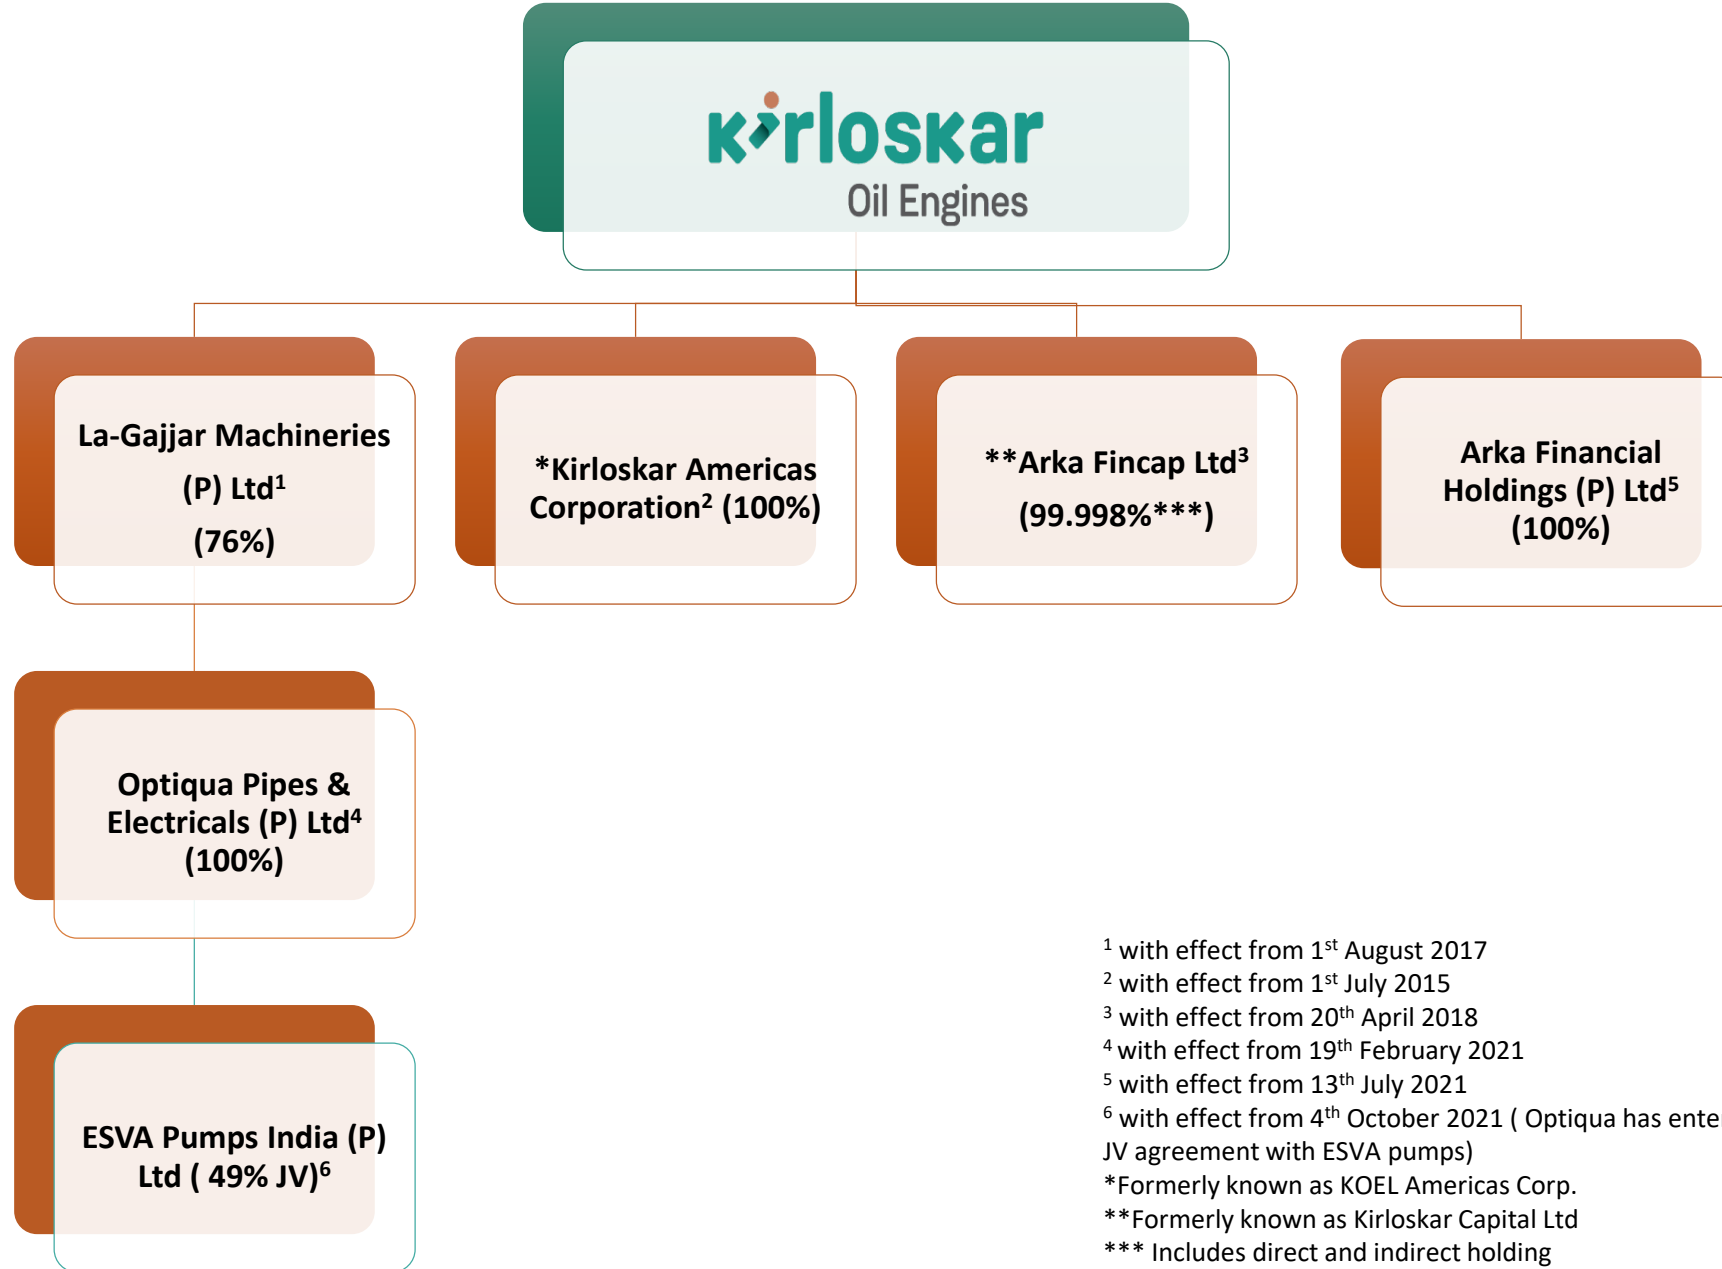 kirloskar
Oil Engines
La-Gajjar Machineries
(P) Ltd¹
(76%)
*Kirloskar Americas
Corporation² (100%)
**Arka Fincap Ltd³
(99.998%***)
Arka Financial
Holdings (P) Ltd⁵
(100%)
Optiqua Pipes &
Electricals (P) Ltd⁴
(100%)
ESVA Pumps India (P)
Ltd ( 49% JV)⁶
¹ with effect from 1st August 2017
² with effect from 1st July 2015
³ with effect from 20th April 2018
⁴ with effect from 19th February 2021
⁵ with effect from 13th July 2021
⁶ with effect from 4th October 2021 ( Optiqua has
JV agreement with ESVA pumps)
*Formerly known as KOEL Americas Corp.
**Formerly known as Kirloskar Capital Ltd
*** Includes direct and indirect holding